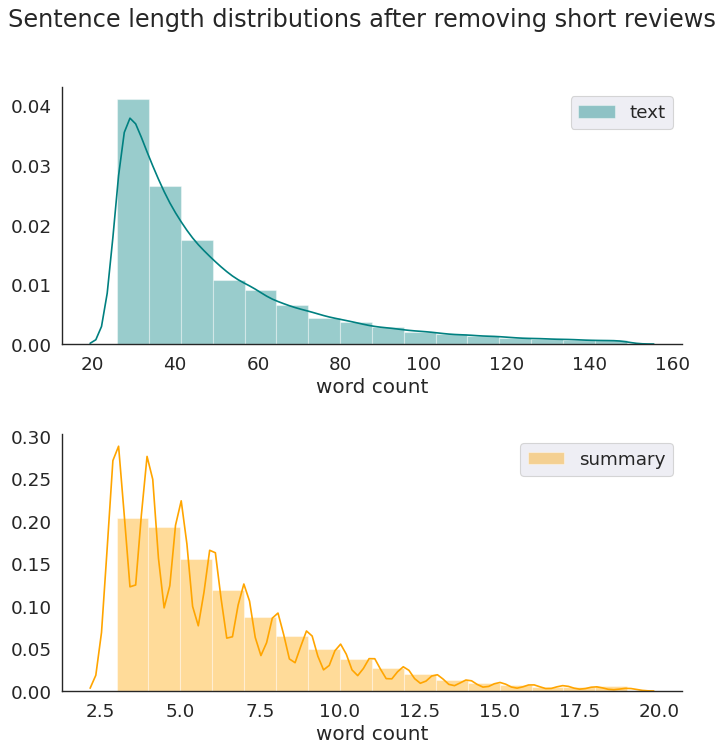 Sentence length distributions after removing short reviews
0.04
0.03
0.02
0.01
0.00
text
20 40 60 80 100 120 140 160
word count
0.30
0.25
0.20
0.15
0.10
0.05
0.00
summary
2.5 5.0 7.5 10.0 12.5 15.0 17.5 20.0
word count